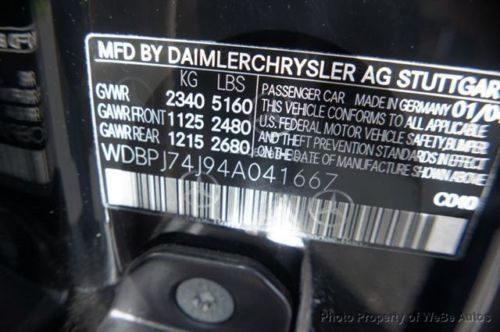 MFD BY DAIMLERCHRYSLER AG STUTTGAR
KG LBS
GVWR 2340 5160
GAWR FRONT 1125 2480
GAWR REAR 1215 2680
PASSENGER CAR MADE IN GERMANY 01/0
THIS VEHICLE CONFORMS TO ALL APPLICABLE
U.S. FEDERAL MOTOR VEHICLE SAFETY BUMPER
AND THEFT PREVENTION STANDARDS IN EFFECT
ON THE DATE OF MANUFACTURE SHOWN ABOVE
WDBPJ74J94A041667
C040
Photo Property of WeBe Autos